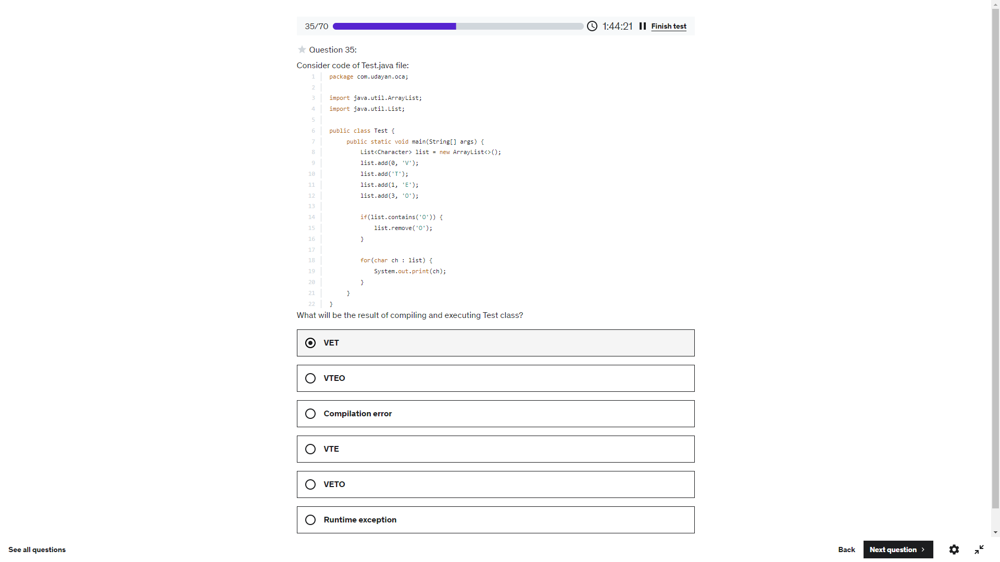 35/70
1:44:21
Finish test
Question 35:
Consider code of Test.java file:
1 package com.udayan.oca;
2
3 import java.util.ArrayList;
4 import java.util.List;
5
6 public class Test {
7 public static void main(String[] args) {
8 List<Character> list = new ArrayList<>();
9 list.add(0, 'V');
10 list.add('T');
11 list.add(1, 'E');
12 list.add(3, 'O');
13
14 if(list.contains('O')) {
15 list.remove('O');
16 }
17
18 for(char ch : list) {
19 System.out.print(ch);
20 }
21 }
22 }
What will be the result of compiling and executing Test class?
VET
VTEO
Compilation error
VTE
VETO
Runtime exception
See all questions
Back
Next question